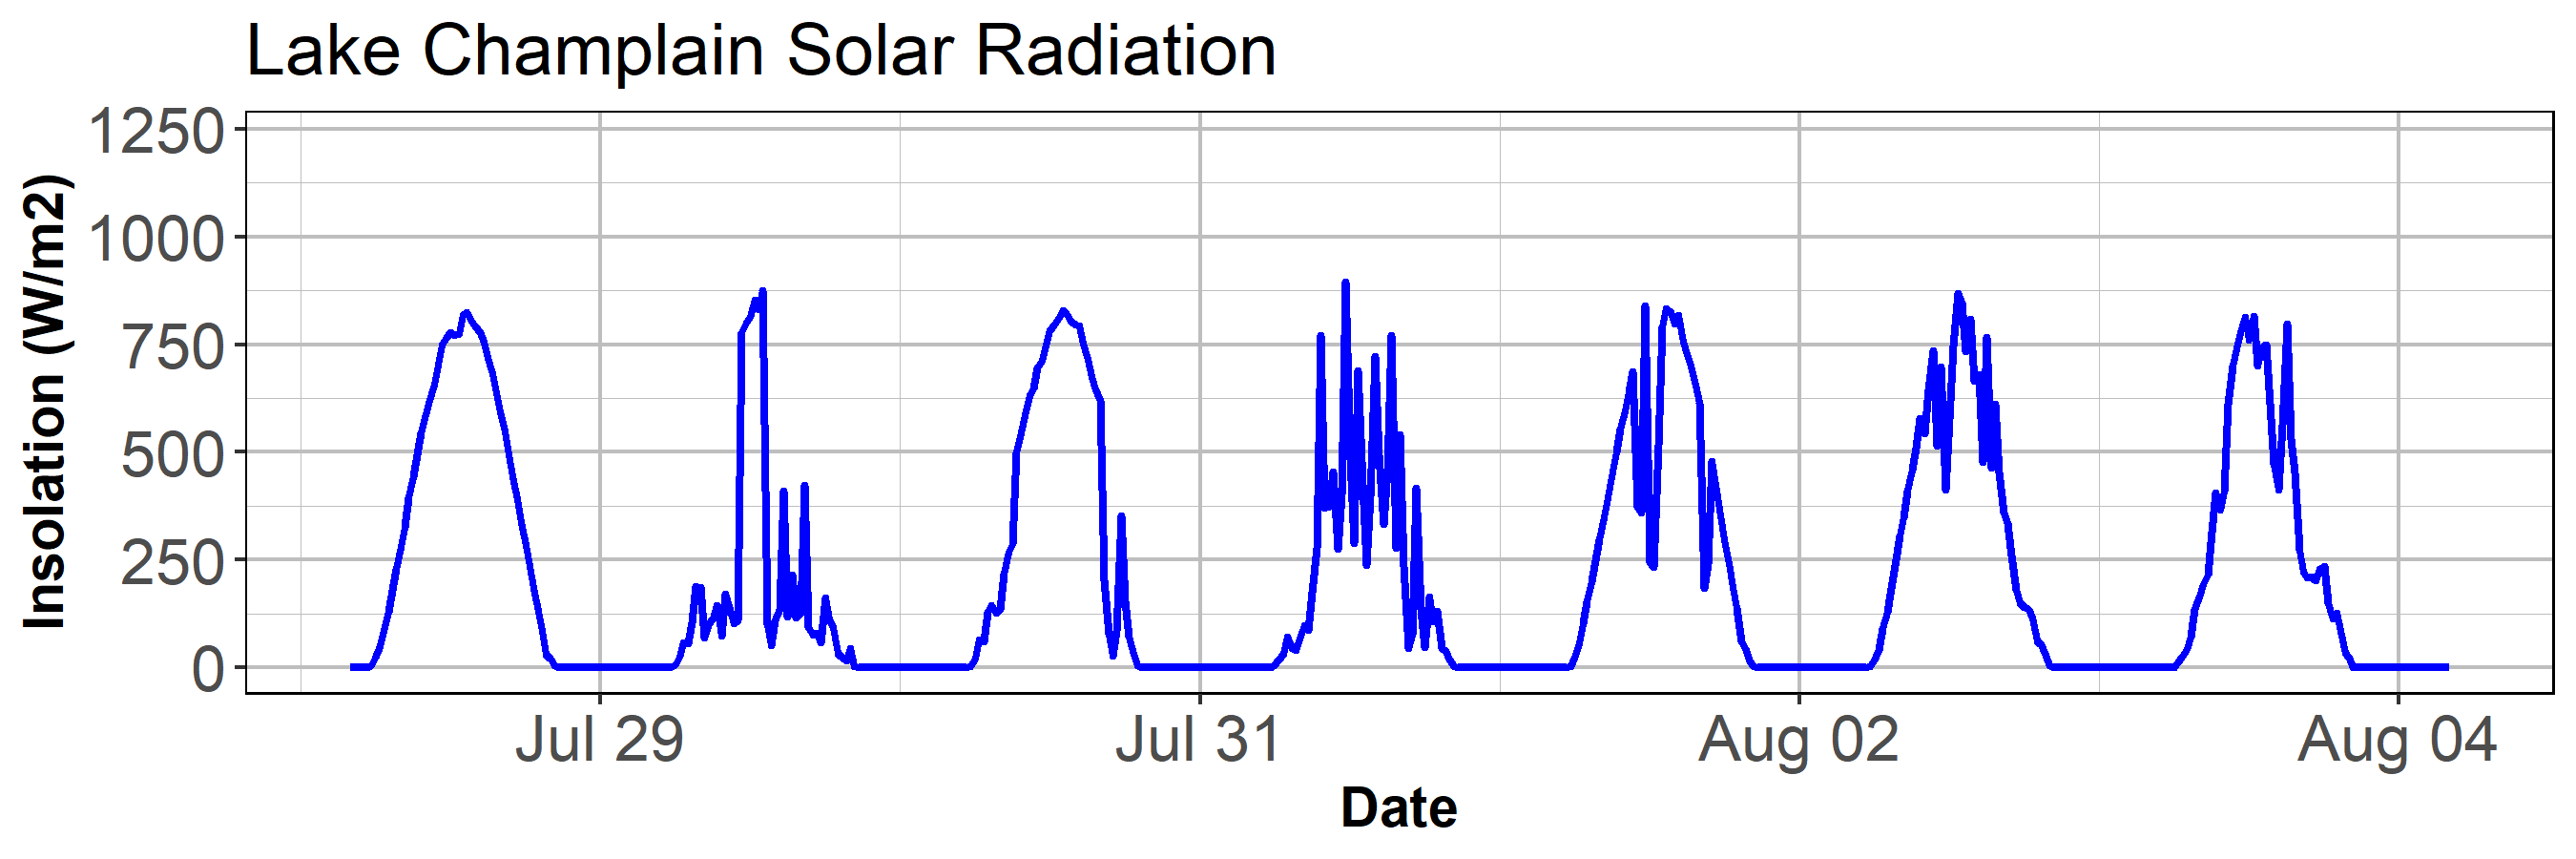 Lake Champlain Solar Radiation
Insolation (W/m2)
1250
1000
750
500
250
0
Jul 29 Jul 31 Aug 02 Aug 04
Date